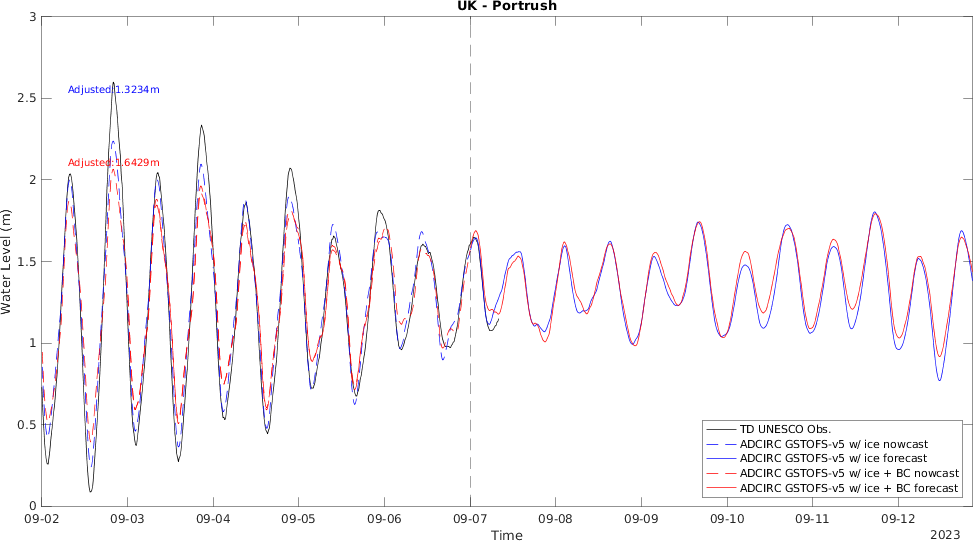 UK - Portrush
3
2.5
2
1.5
1
0.5
0
Water Level (m)
Adjusted:1.3234m
Adjusted:1.6429m
09-02 09-03 09-04 09-05 09-06 09-07 09-08 09-09 09-10 09-11 09-12
Time
2023
TD UNESCO Obs.
ADCIRC GSTOFS-v5 w/ ice nowcast
ADCIRC GSTOFS-v5 w/ ice forecast
ADCIRC GSTOFS-v5 w/ ice + BC nowcast
ADCIRC GSTOFS-v5 w/ ice + BC forecast